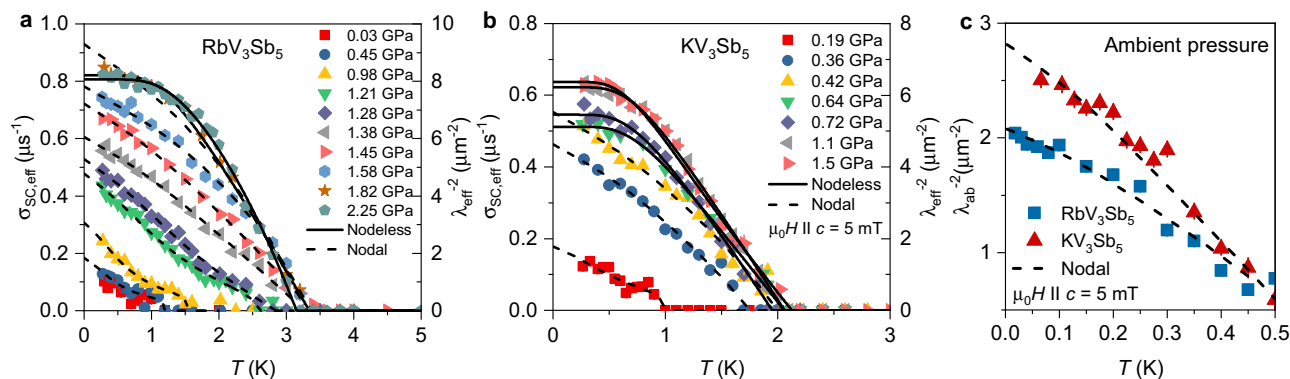 a
RbV₃Sb₅
σSC,eff (μs⁻¹)
1.0
0.8
0.6
0.4
0.2
0.0
0 1 2 3 4 5
T (K)
10
8
6
4
2
0
λeff⁻² (μm⁻²)
0.03 GPa
0.45 GPa
0.98 GPa
1.21 GPa
1.28 GPa
1.38 GPa
1.45 GPa
1.58 GPa
1.82 GPa
2.25 GPa
Nodeless
Nodal
b
KV₃Sb₅
σSC,eff (μs⁻¹)
0.8
0.6
0.4
0.2
0.0
0 1 2 3
T (K)
8
6
4
2
0
λeff⁻² (μm⁻²)
0.19 GPa
0.36 GPa
0.42 GPa
0.64 GPa
0.72 GPa
1.1 GPa
1.5 GPa
Nodeless
Nodal
μ₀H II c = 5 mT
c
Ambient pressure
λab⁻²(μm⁻²)
3
2
1
0.0 0.1 0.2 0.3 0.4 0.5
T (K)
RbV₃Sb₅
KV₃Sb₅
Nodal
μ₀H II c = 5 mT